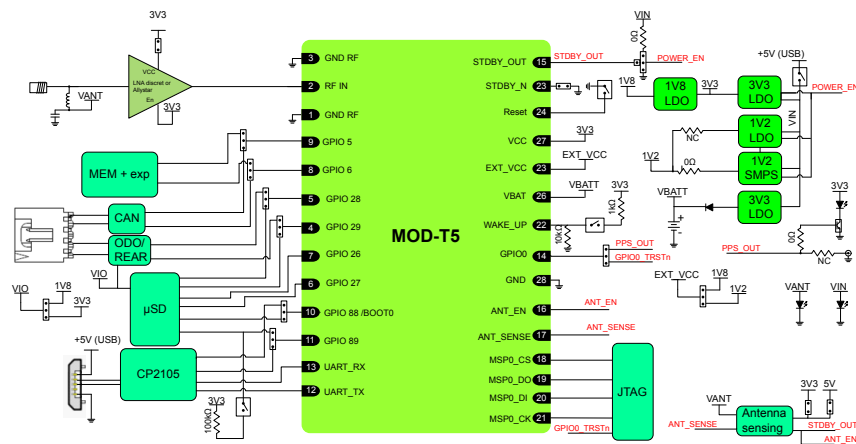 3V3
VCC
LNA discret or
Allystar
En
3V3
VANT
MEM + exp
CAN
ODO/
REAR
VIO
VIO
1V8
3V3
µSD
+5V (USB)
CP2105
3V3
100kΩ
MOD-T5
3 GND RF
2 RF IN
1 GND RF
9 GPIO 5
8 GPIO 6
5 GPIO 28
4 GPIO 29
7 GPIO 26
6 GPIO 27
10 GPIO 88 /BOOT0
11 GPIO 89
13 UART_RX
12 UART_TX
STDBY_OUT 15
STDBY_N 23
Reset 24
VCC 27
EXT_VCC 23
VBAT 26
WAKE_UP 22
GPIO0 14
GND 28
ANT_EN 16
ANT_SENSE 17
MSP0_CS 18
MSP0_DO 19
MSP0_DI 20
MSP0_CK 21
STDBY_OUT
VIN
0Ω
POWER_EN
3V3
EXT_VCC
VBATT
3V3
1kΩ
10kΩ
PPS_OUT
GPIO0_TRSTn
ANT_EN
ANT_SENSE
JTAG
GPIO0_TRSTn
+5V (USB)
1V8
1V8
LDO
3V3
3V3
LDO
POWER_EN
VIN
1V2
LDO
NC
1V2
0Ω
1V2
SMPS
VBATT
3V3
LDO
3V3
0Ω
PPS_OUT
NC
EXT_VCC
1V8
1V2
VANT
VIN
3V3
5V
VANT
Antenna
sensing
ANT_SENSE
STDBY_OUT
ANT_EN